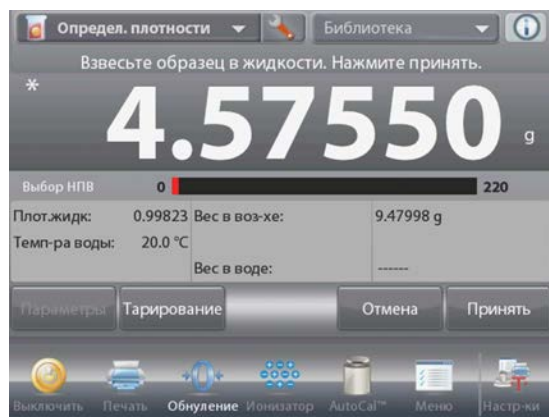 Определ. плотности Библиотека
Взвесьте образец в жидкости. Нажмите принять.
* 4.57550 g
Выбор НПВ 0 220
Плот.жидк: 0.99823 Вес в воз-хе: 9.47998 g
Темп-ра воды: 20.0 °C
Вес в воде: ------
Параметры Тарирование Отмена Принять
Выключить Печать Обнуление Ионизатор AutoCal™ Меню Настр-ки